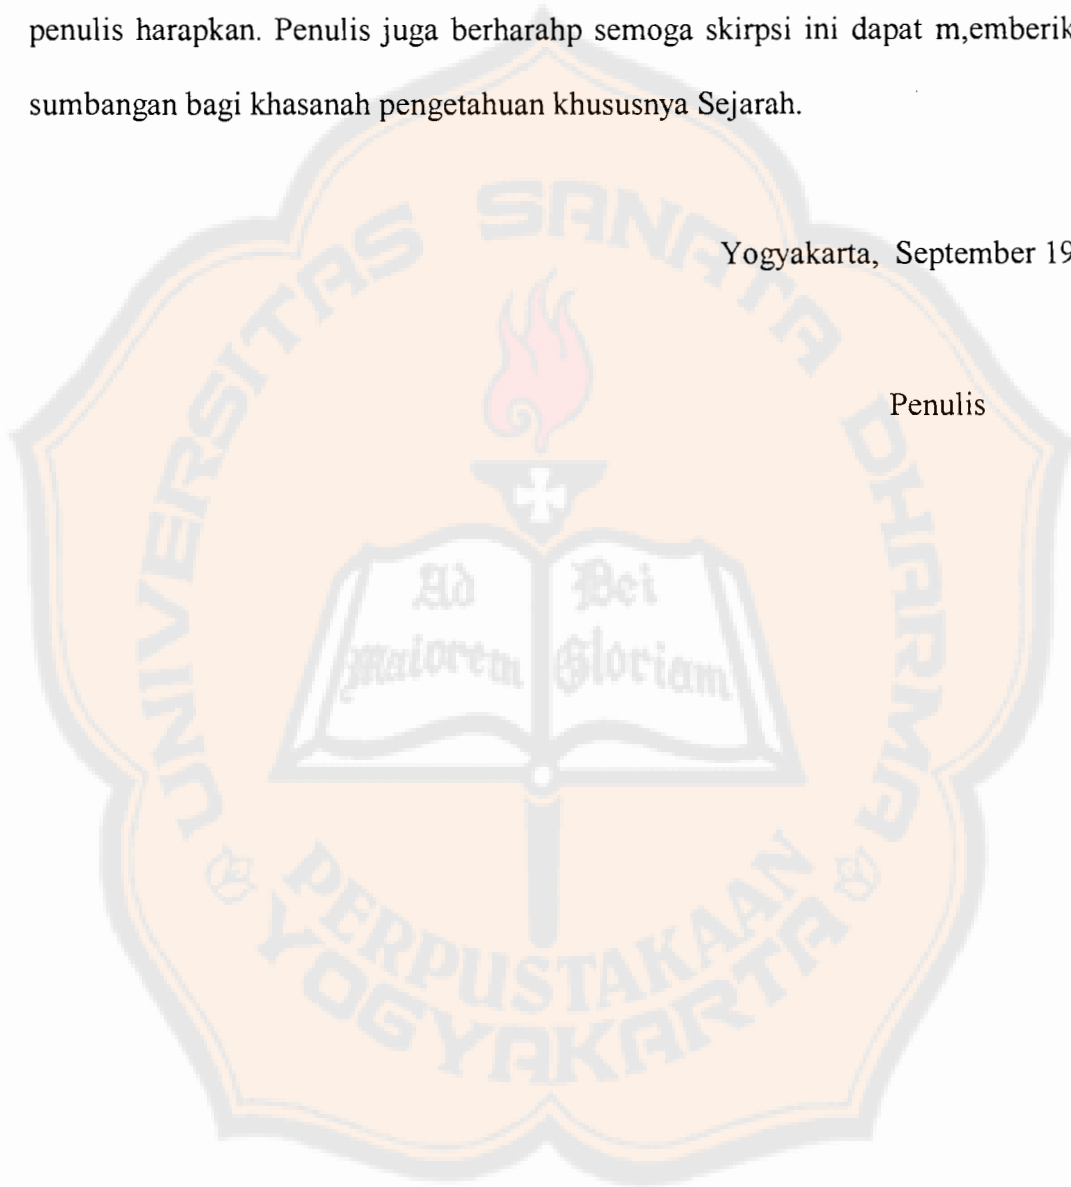 penulis harapkan. Penulis juga berharahp semoga skirpsi ini dapat m,emberik
sumbangan bagi khasanah pengetahuan khususnya Sejarah.
Yogyakarta, September 19
Penulis
UNIVERSITAS SANATA DHARMA
Ad Dei
Maiorem Gloriam
PERPUSTAKAAN
YOGYAKARTA